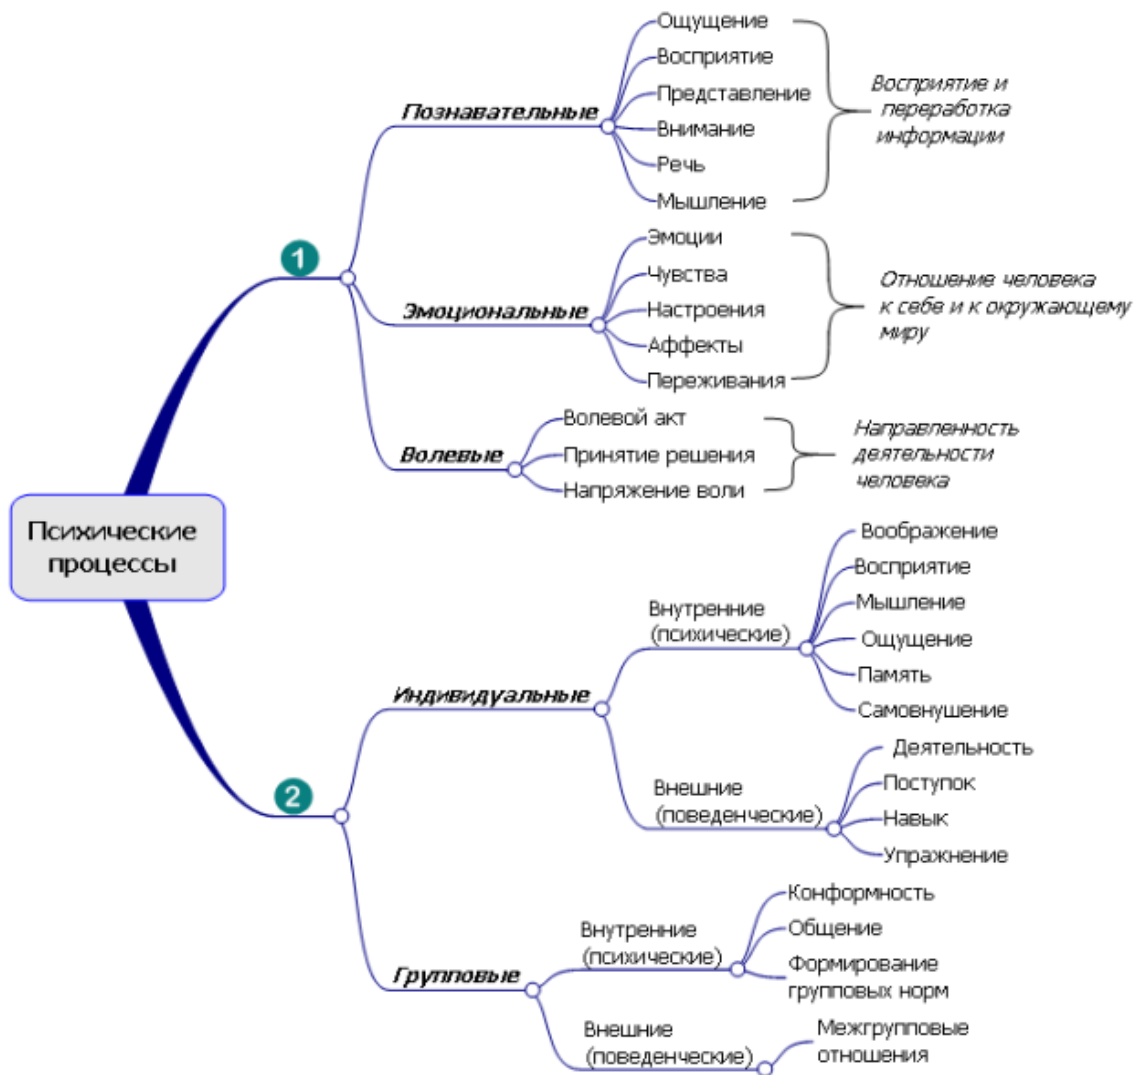 Психические
процессы
1
Познавательные
Ощущение
Восприятие
Представление
Внимание
Речь
Мышление
Восприятие и
переработка
информации
Эмоциональные
Эмоции
Чувства
Настроения
Аффекты
Переживания
Отношение человека
к себе и к окружающему
миру
Волевые
Волевой акт
Принятие решения
Напряжение воли
Направленность
деятельности
человека
2
Индивидуальные
Внутренние
(психические)
Воображение
Восприятие
Мышление
Ощущение
Память
Самовнушение
Внешние
(поведенческие)
Деятельность
Поступок
Навык
Упражнение
Групповые
Внутренние
(психические)
Конформность
Общение
Формирование
групповых норм
Внешние
(поведенческие)
Межгрупповые
отношения